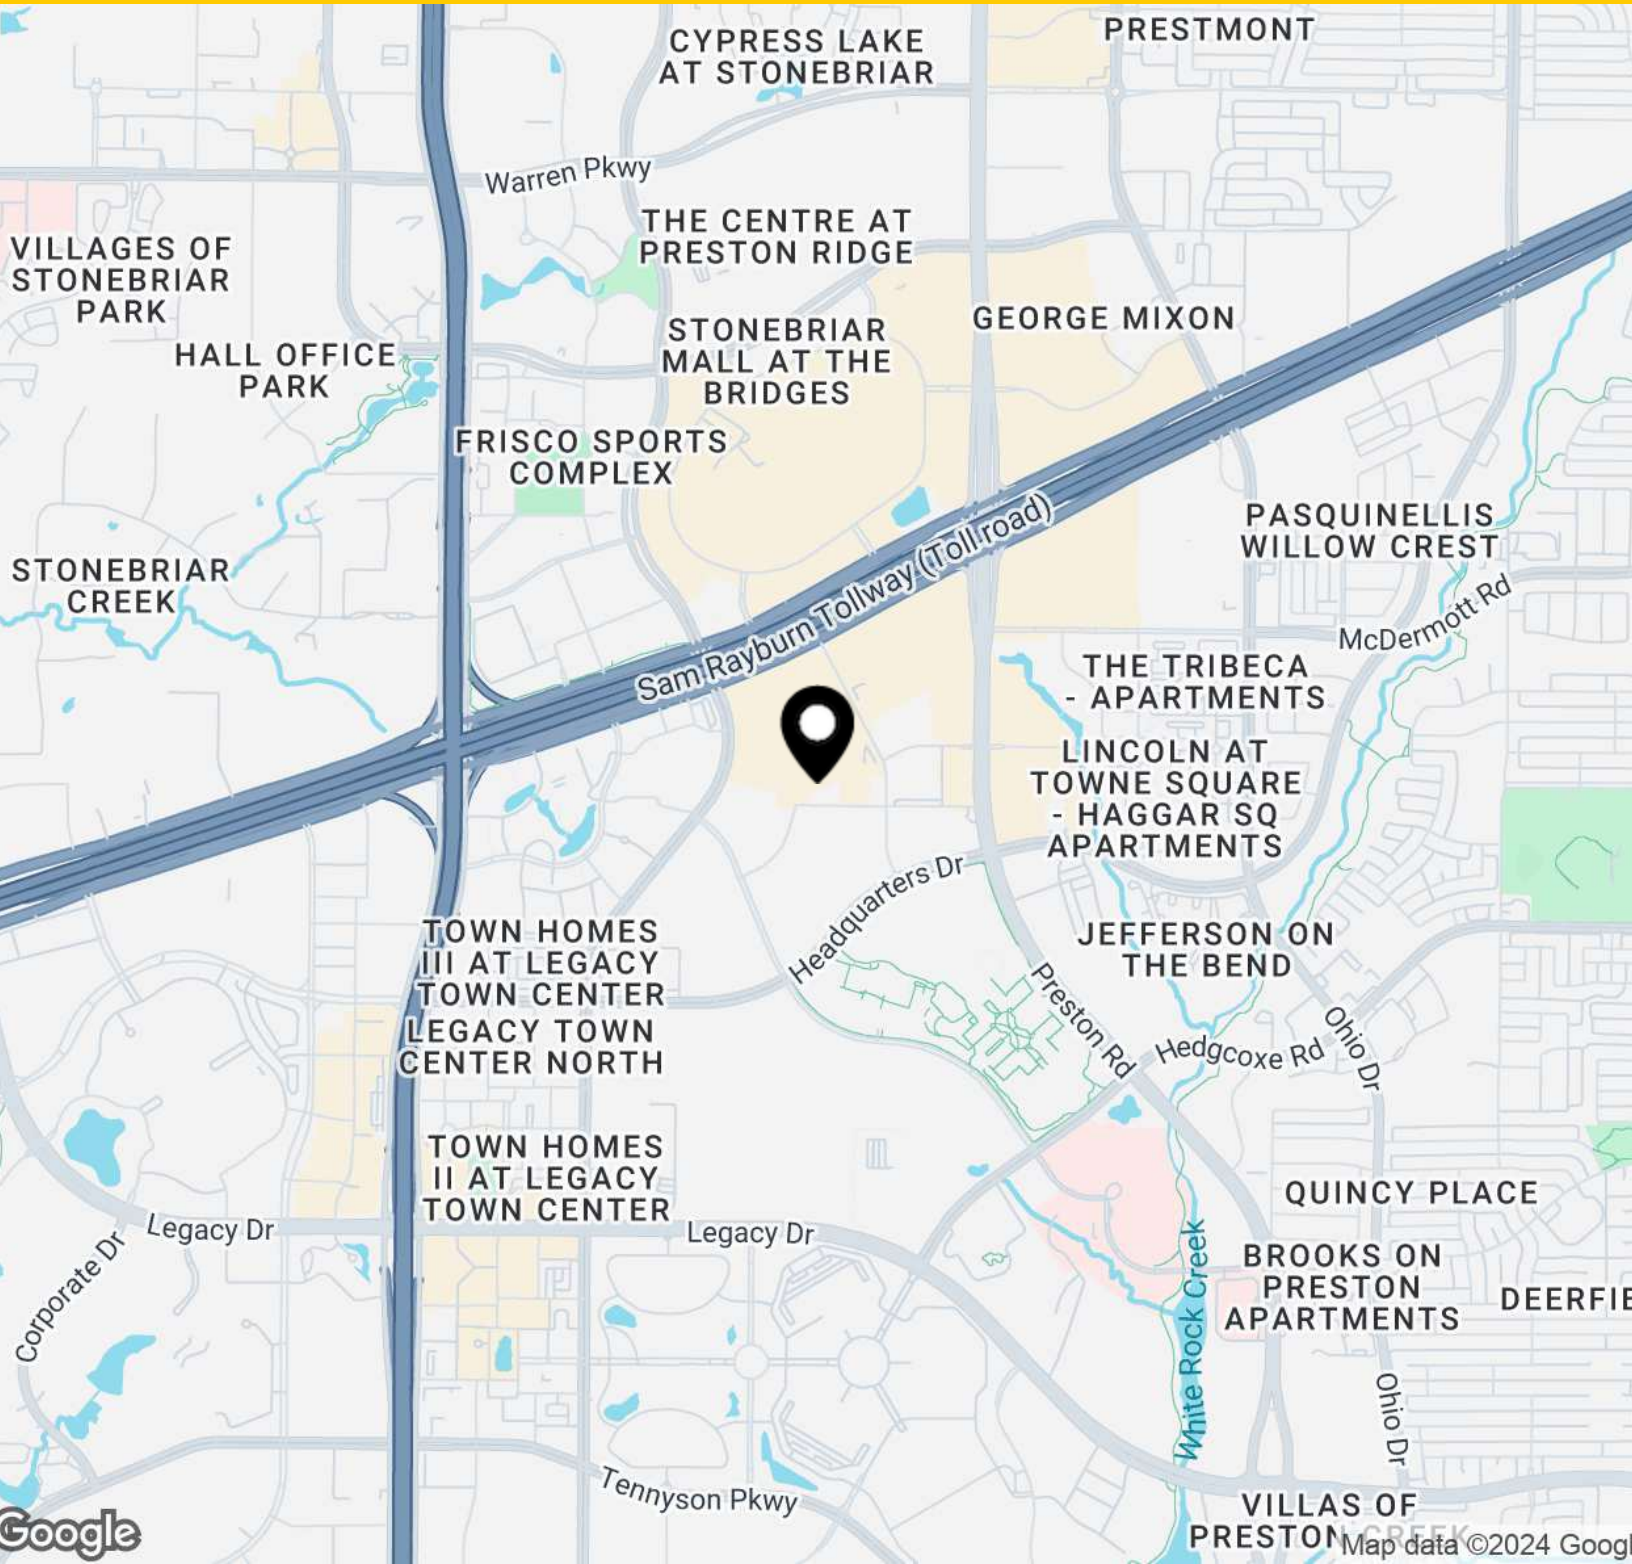 CYPRESS LAKE
AT STONEBRIAR
PRESTMONT
Warren Pkwy
THE CENTRE AT
PRESTON RIDGE
VILLAGES OF
STONEBRIAR
PARK
GEORGE MIXON
STONEBRIAR
MALL AT THE
BRIDGES
HALL OFFICE
PARK
FRISCO SPORTS
COMPLEX
PASQUINELLIS
WILLOW CREST
STONEBRIAR
CREEK
Sam Rayburn Tollway (Toll road)
McDermott Rd
THE TRIBECA
- APARTMENTS
LINCOLN AT
TOWNE SQUARE
- HAGGAR SQ
APARTMENTS
Headquarters Dr
TOWN HOMES
III AT LEGACY
TOWN CENTER
JEFFERSON ON
THE BEND
LEGACY TOWN
CENTER NORTH
Preston Rd
Hedgcoxe Rd
Ohio Dr
TOWN HOMES
II AT LEGACY
TOWN CENTER
QUINCY PLACE
Legacy Dr
Legacy Dr
Corporate Dr
White Rock Creek
BROOKS ON
PRESTON
APARTMENTS
DEERFIE
Ohio Dr
Tennyson Pkwy
VILLAS OF
PRESTON CREEK
Google
Map data ©2024 Googl